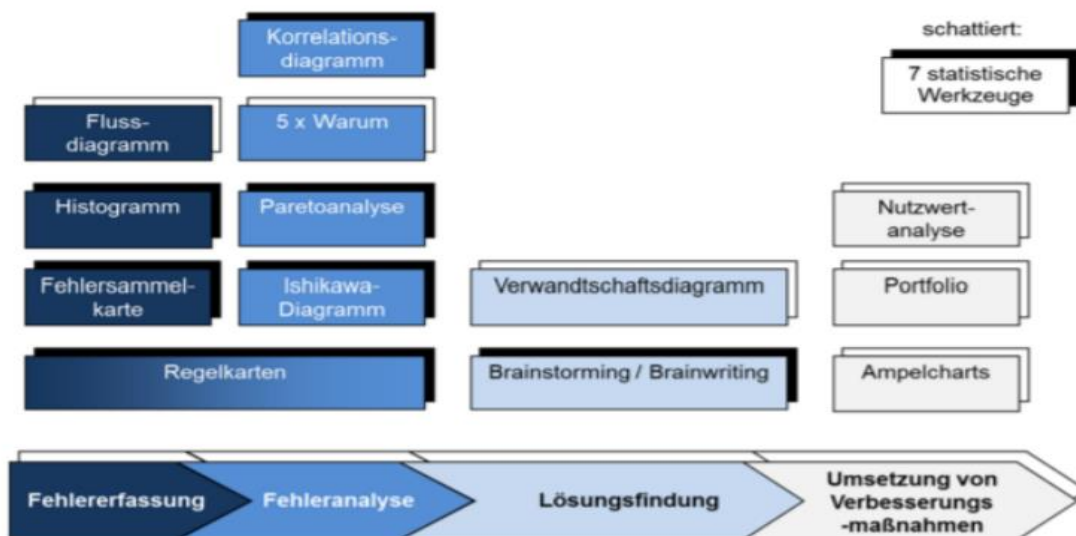 Korrelations-
diagramm
schattiert:
7 statistische
Werkzeuge
Fluss-
diagramm
5 x Warum
Histogramm
Paretoanalyse
Nutzwert-
analyse
Fehlersammel-
karte
Ishikawa-
Diagramm
Verwandtschaftsdiagramm
Portfolio
Regelkarten
Brainstorming / Brainwriting
Ampelcharts
Fehlererfassung
Fehleranalyse
Lösungsfindung
Umsetzung von
Verbesserungs
-maßnahmen